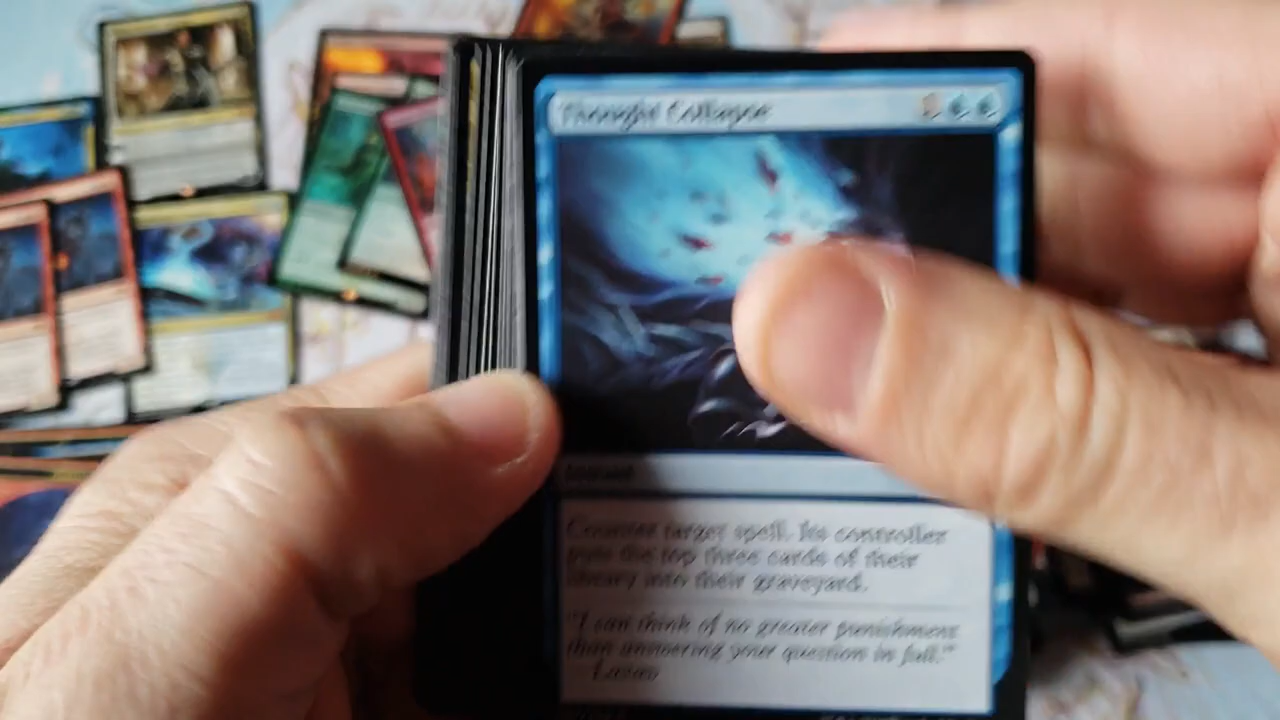 Thought Collapse
Instant
Counter target spell. Its controller
puts the top three cards of their
library into their graveyard.
"I can think of no greater punishment
than answering your question in full."